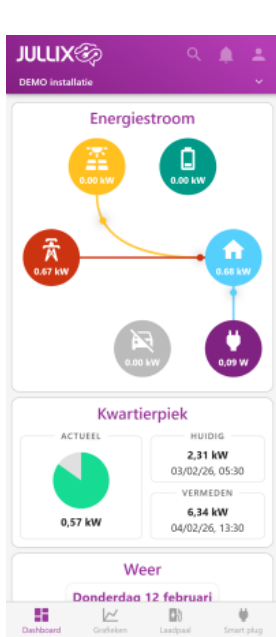 JULLIX
DEMO installatie
Energiestroom
0.00 kW
0.00 kW
0.67 kW
0.68 kW
0.00 kW
0,09 W
Kwartierpiek
ACTUEEL
0,57 kW
HUIDIG
2,31 kW
03/02/26, 05:30
VERMEDEN
6,34 kW
04/02/26, 13:30
Weer
Donderdag 12 februari
Dashboard
Grafieken
Laadpaal
Smart plug